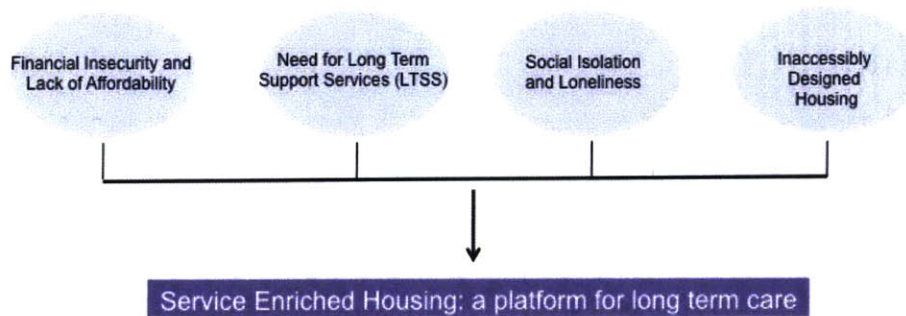 Financial Insecurity and
Lack of Affordability
Need for Long Term
Support Services (LTSS)
Social Isolation
and Loneliness
Inaccessibly
Designed
Housing
Service Enriched Housing: a platform for long term care